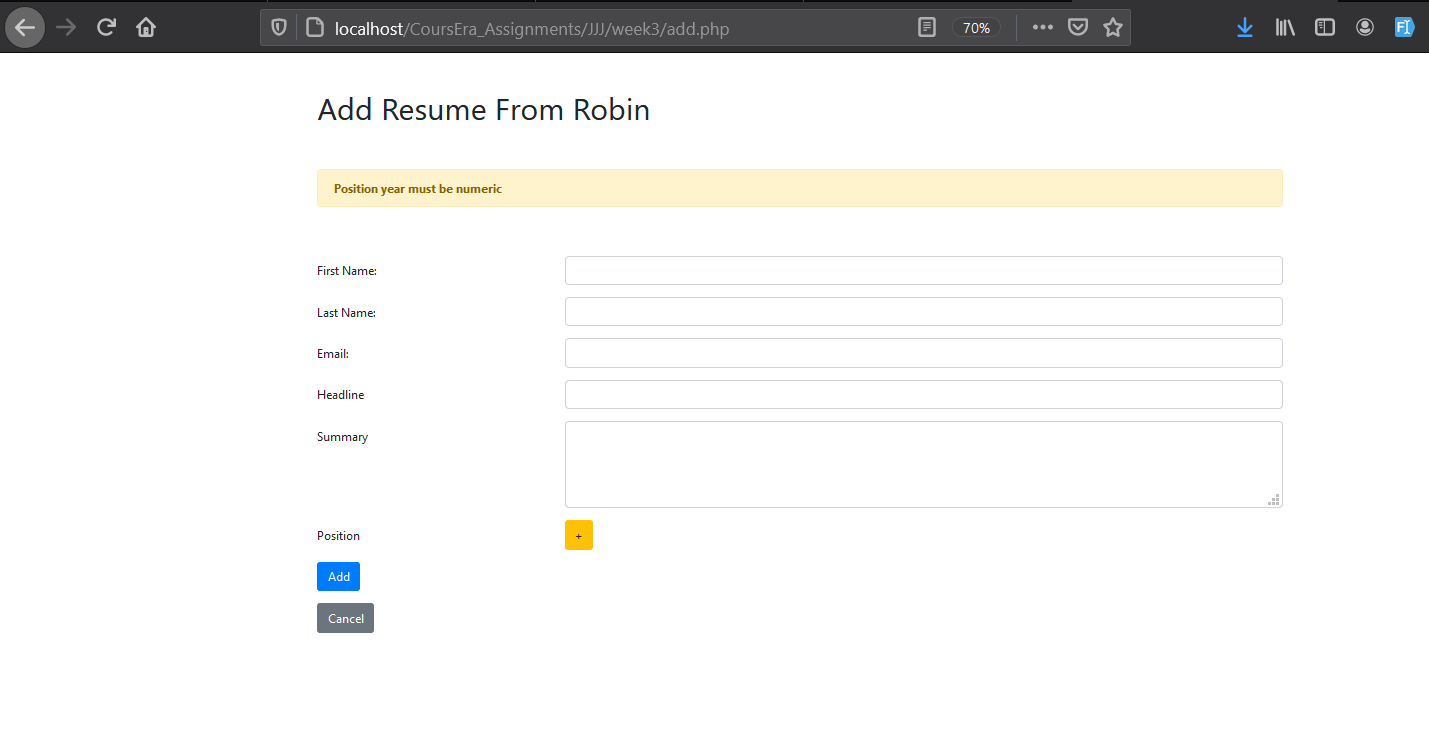 localhost/CoursEra_Assignments/JJJ/week3/add.php 70%
Add Resume From Robin
Position year must be numeric
First Name:
Last Name:
Email:
Headline
Summary
Position +
Add
Cancel